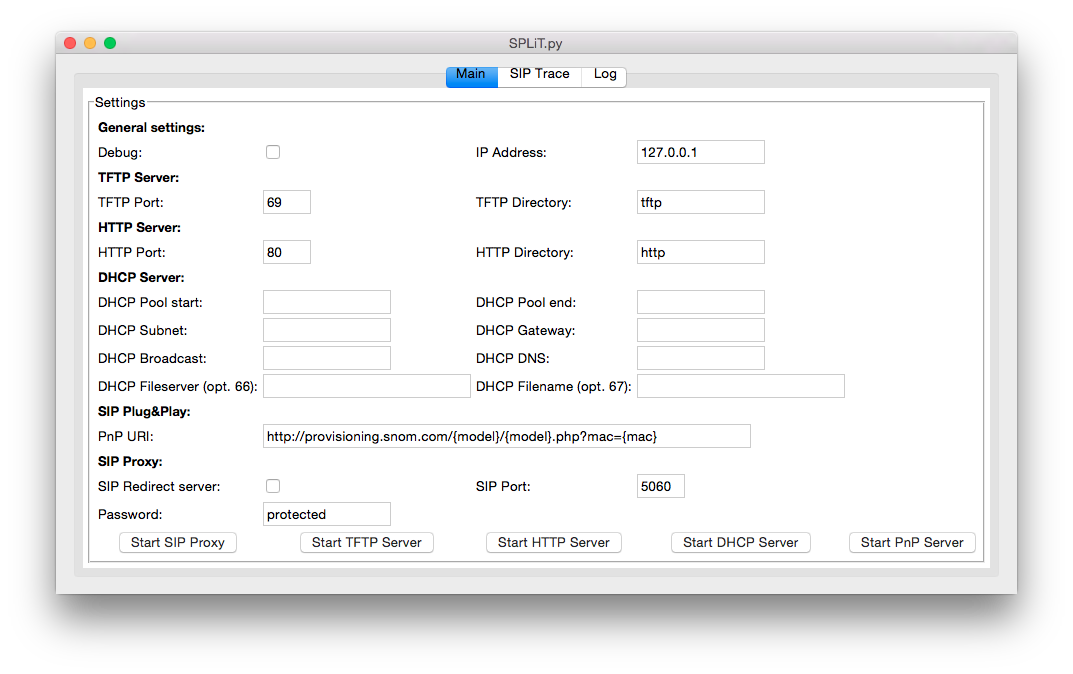 SPLiT.py
Main SIP Trace Log
Settings
General settings:
Debug: IP Address: 127.0.0.1
TFTP Server:
TFTP Port: 69 TFTP Directory: tftp
HTTP Server:
HTTP Port: 80 HTTP Directory: http
DHCP Server:
DHCP Pool start: DHCP Pool end:
DHCP Subnet: DHCP Gateway:
DHCP Broadcast: DHCP DNS:
DHCP Fileserver (opt. 66): DHCP Filename (opt. 67):
SIP Plug&Play:
PnP URI: http://provisioning.snom.com/{model}/{model}.php?mac={mac}
SIP Proxy:
SIP Redirect server: SIP Port: 5060
Password: protected
Start SIP Proxy Start TFTP Server Start HTTP Server Start DHCP Server Start PnP Server